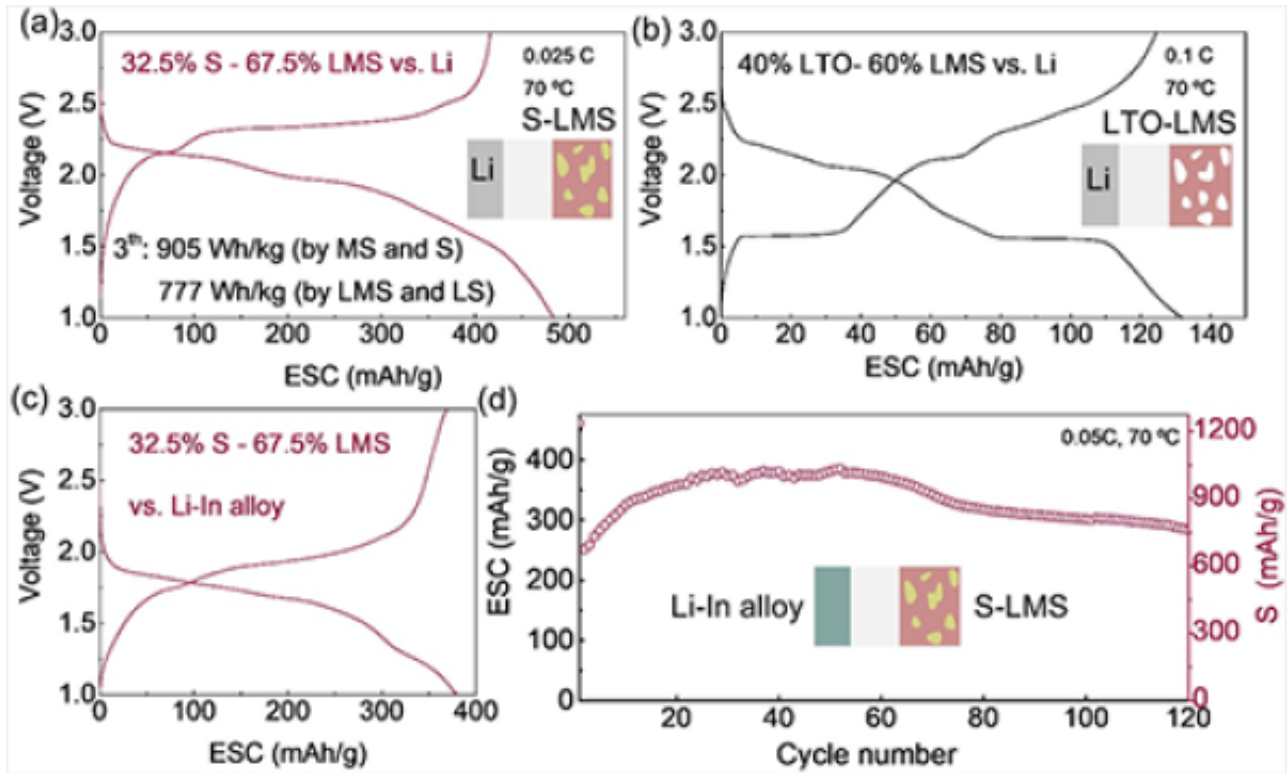 (a)
3.0
2.5
2.0
1.5
1.0
Voltage (V)
32.5% S - 67.5% LMS vs. Li
0.025 C
70 ºC
S-LMS
Li
3th: 905 Wh/kg (by MS and S)
777 Wh/kg (by LMS and LS)
0 100 200 300 400 500
ESC (mAh/g)
(b)
3.0
2.5
2.0
1.5
1.0
Voltage (V)
40% LTO- 60% LMS vs. Li
0.1 C
70 ºC
LTO-LMS
Li
0 20 40 60 80 100 120 140
ESC (mAh/g)
(c)
3.0
2.5
2.0
1.5
1.0
Voltage (V)
32.5% S - 67.5% LMS
vs. Li-In alloy
0 100 200 300 400
ESC (mAh/g)
(d)
400
300
200
100
0
ESC (mAh/g)
0.05C, 70 ºC
Li-In alloy
S-LMS
1200
900
600
300
0
S (mAh/g)
20 40 60 80 100 120
Cycle number